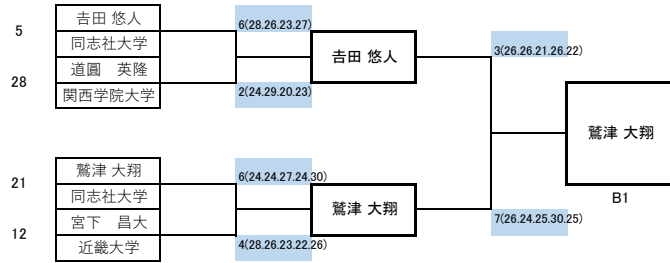 5
𠮷田 悠人
同志社大学
6(28.26.23.27)
28
道圓　英隆
関西学院大学
2(24.29.20.23)
𠮷田 悠人
3(26.26.21.26.22)
21
鷲津 大翔
同志社大学
6(24.24.27.24.30)
12
宮下　昌大
近畿大学
4(28.26.23.22.26)
鷲津 大翔
7(26.24.25.30.25)
鷲津 大翔
B1